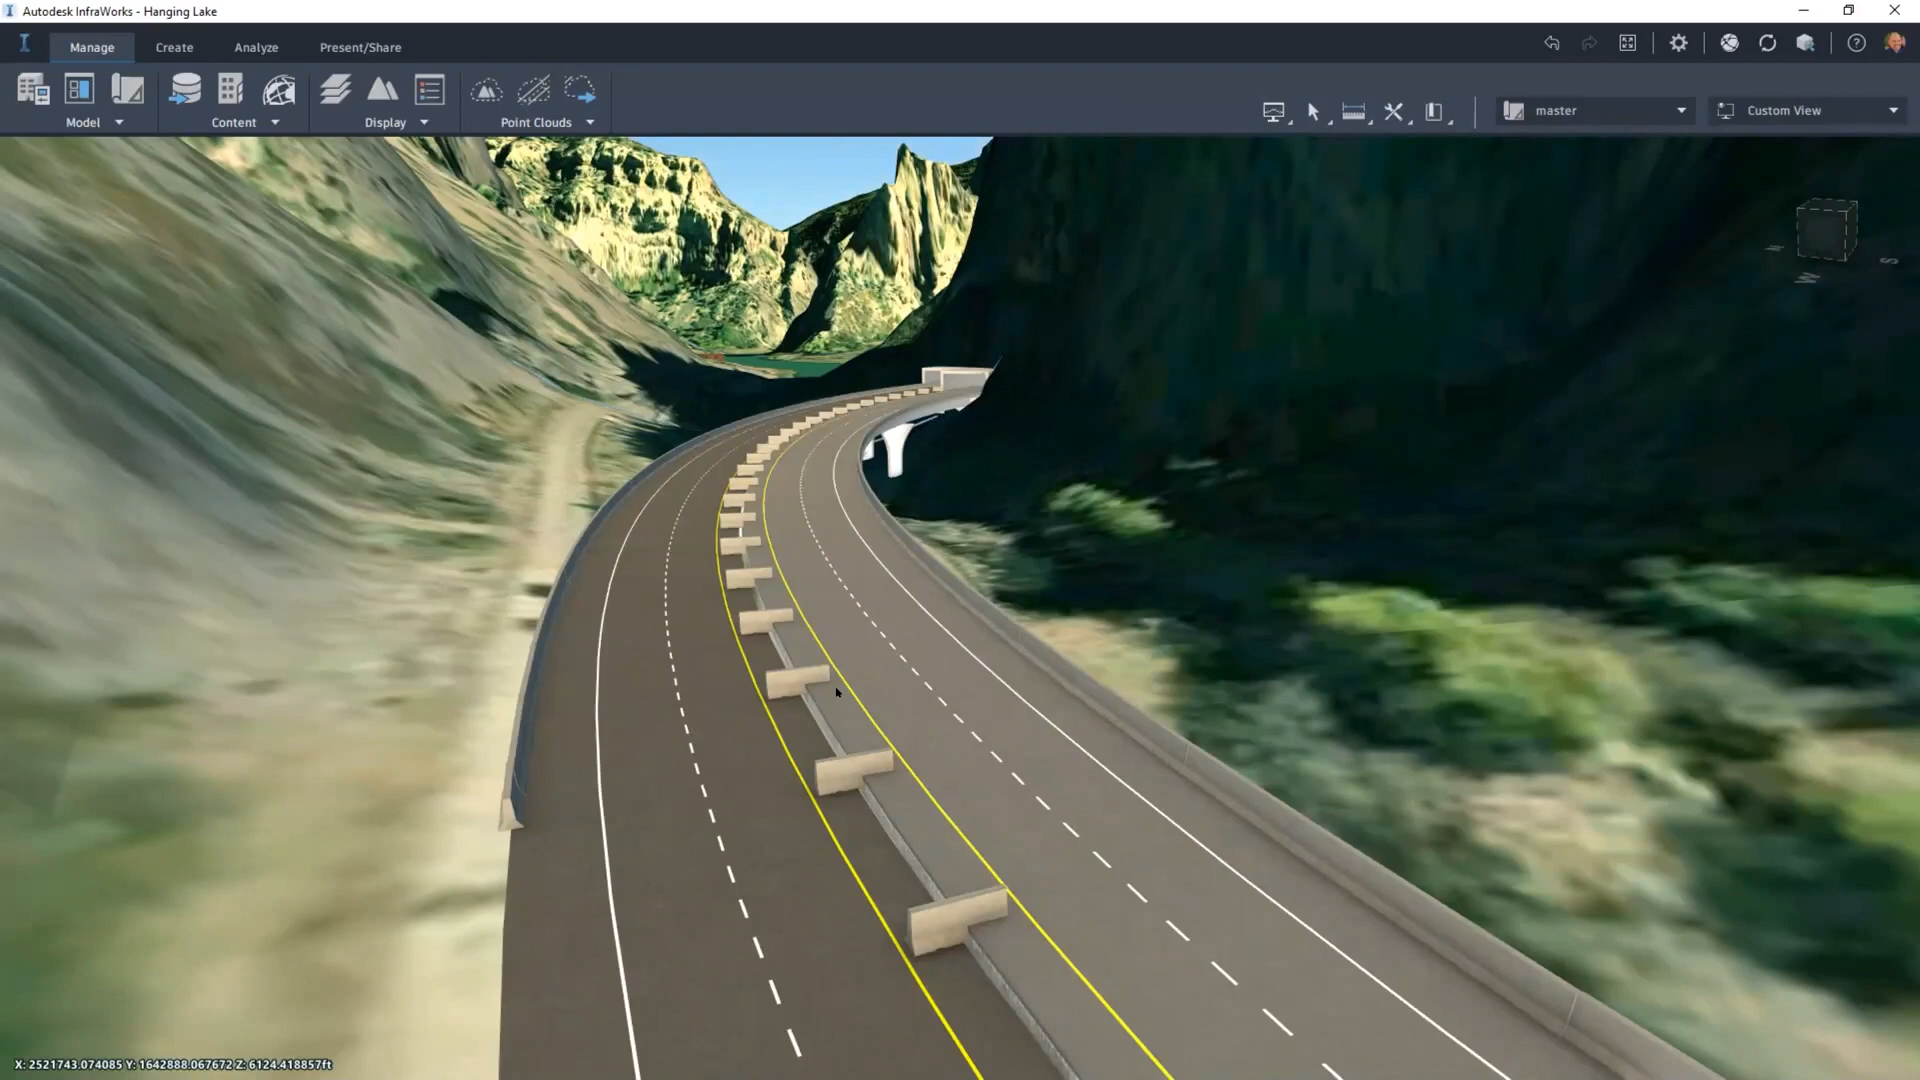 Autodesk InfraWorks - Hanging Lake
Manage Create Analyze Present/Share
Model Content Display Point Clouds
master Custom View
W S
X: 2521743.074085 Y: 1642888.067672 Z: 6124.418857ft